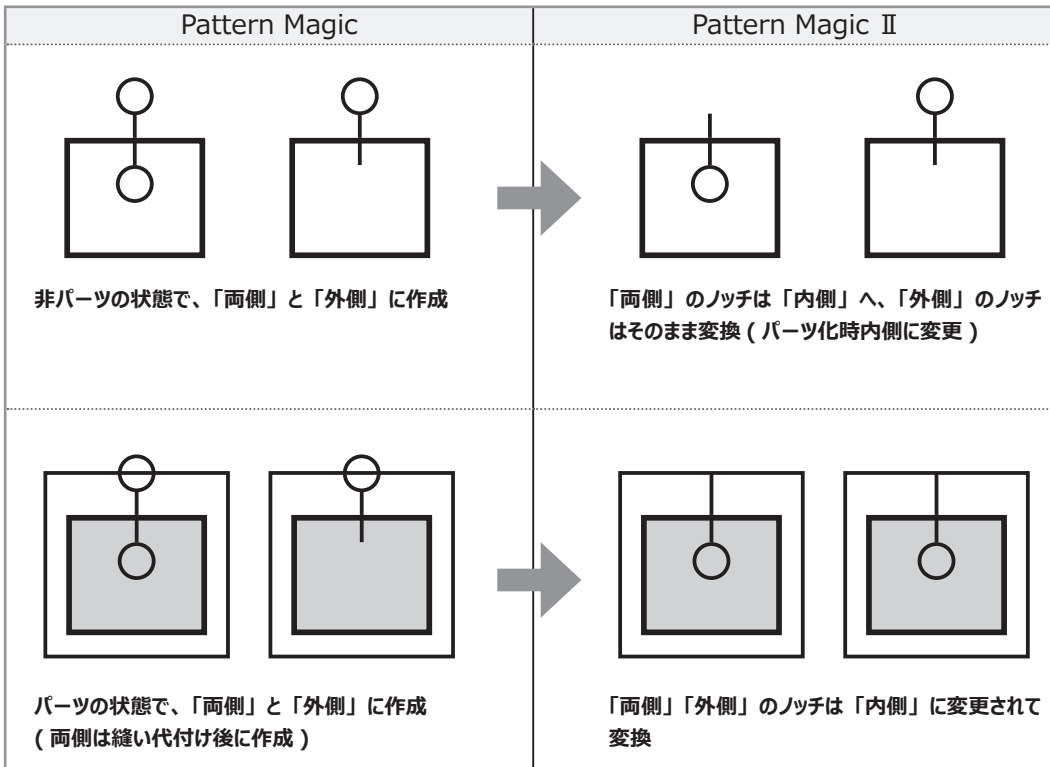 Pattern Magic
Pattern Magic Ⅱ
非パーツの状態で、「両側」と「外側」に作成
「両側」のノッチは「内側」へ、「外側」のノッチ
はそのまま変換 ( パーツ化時内側に変更 )
パーツの状態で、「両側」と「外側」に作成
( 両側は縫い代付け後に作成 )
「両側」「外側」のノッチは「内側」に変更されて
変換